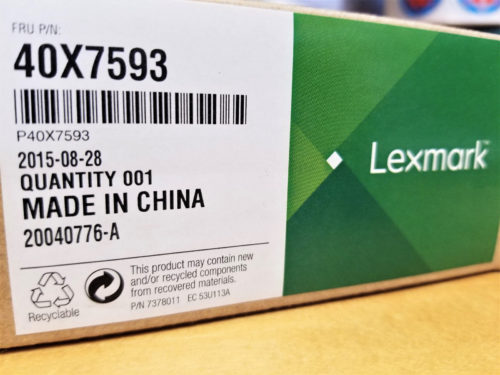 FRU P/N:
40X7593
P40X7593
2015-08-28
QUANTITY 001
MADE IN CHINA
20040776-A
Recyclable
This product may contain new
and/or recycled components
from recovered materials.
P/N 7378011 EC 53U113A
Lexmark™